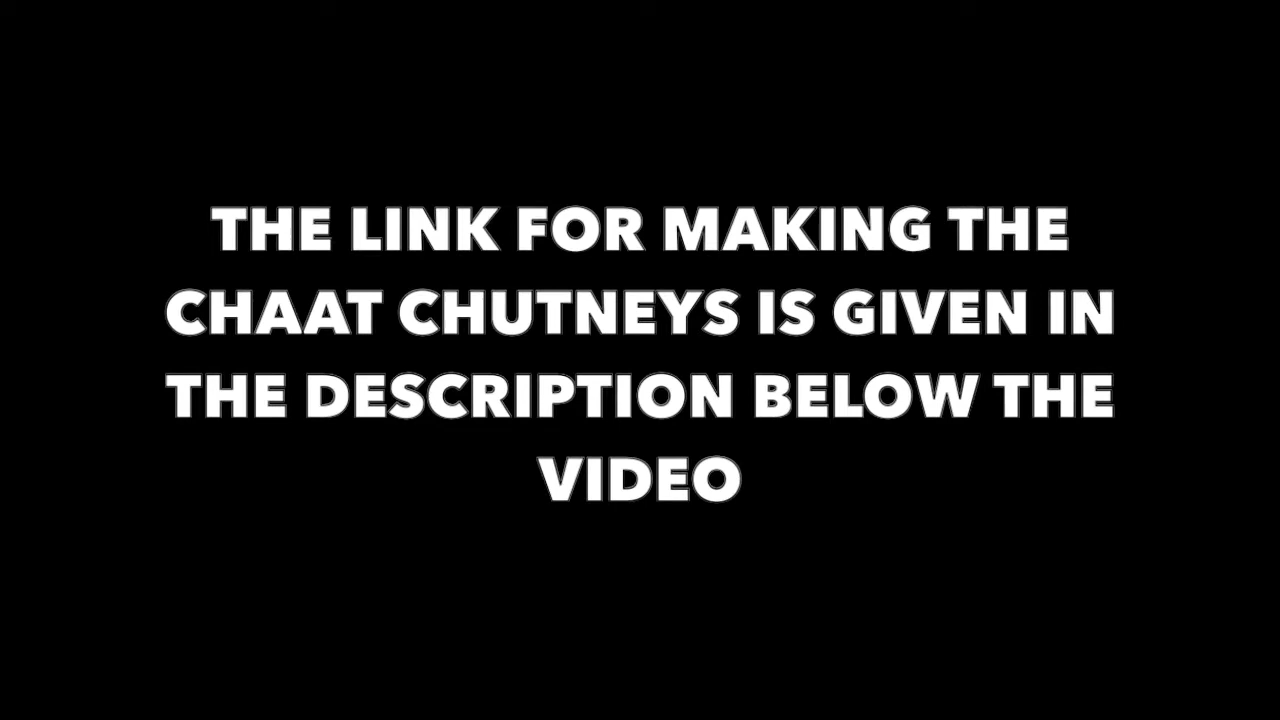 THE LINK FOR MAKING THE
CHAAT CHUTNEYS IS GIVEN IN
THE DESCRIPTION BELOW THE
VIDEO